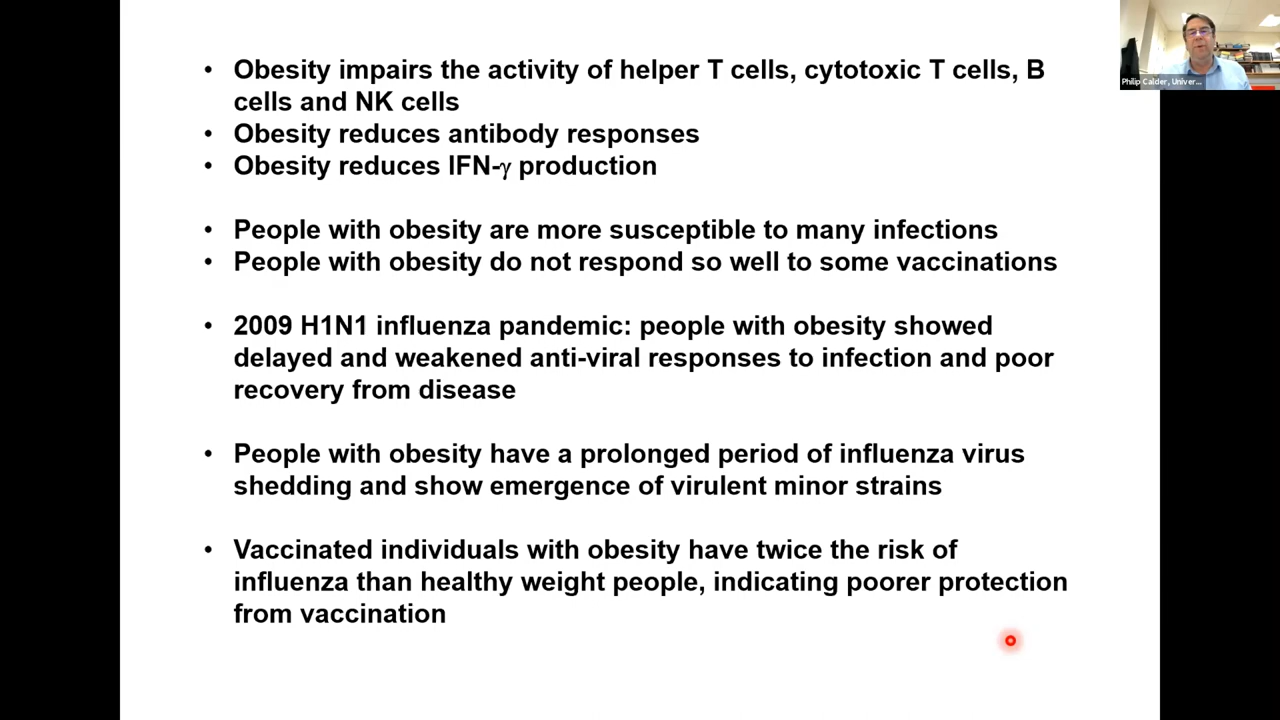 • Obesity impairs the activity of helper T cells, cytotoxic T cells, B
cells and NK cells
• Obesity reduces antibody responses
• Obesity reduces IFN-γ production
• People with obesity are more susceptible to many infections
• People with obesity do not respond so well to some vaccinations
• 2009 H1N1 influenza pandemic: people with obesity showed
delayed and weakened anti-viral responses to infection and poor
recovery from disease
• People with obesity have a prolonged period of influenza virus
shedding and show emergence of virulent minor strains
• Vaccinated individuals with obesity have twice the risk of
influenza than healthy weight people, indicating poorer protection
from vaccination
Philip Calder, Univer...